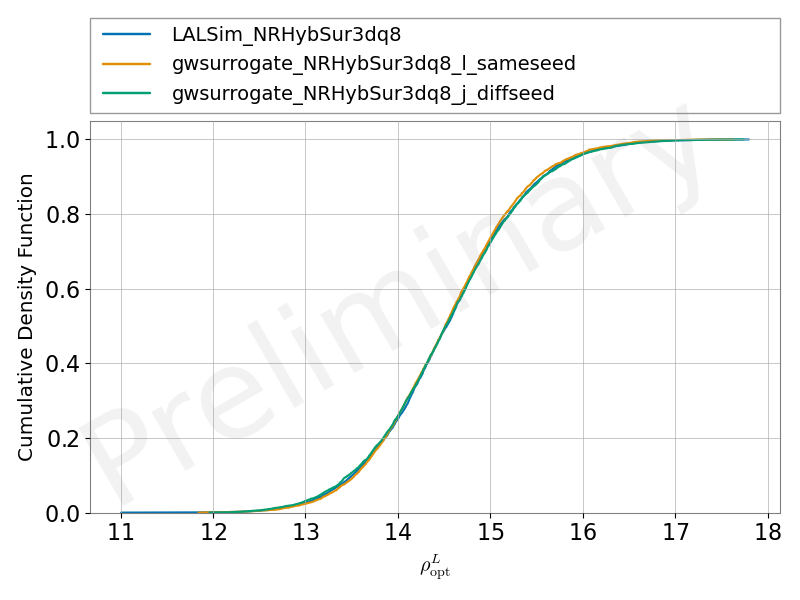 LALSim_NRHybSur3dq8
gwsurrogate_NRHybSur3dq8_l_sameseed
gwsurrogate_NRHybSur3dq8_j_diffseed
1.0
0.8
0.6
0.4
0.2
0.0
Cumulative Density Function
Preliminary
11 12 13 14 15 16 17 18
ρ_opt^L